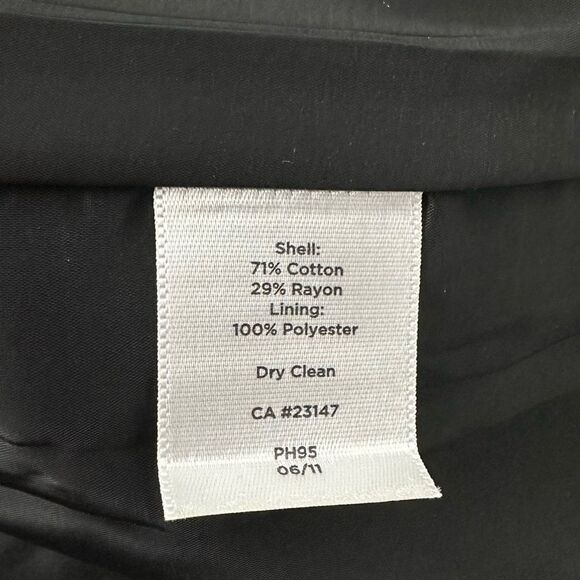 Shell:
71% Cotton
29% Rayon
Lining:
100% Polyester
Dry Clean
CA #23147
PH95
06/11